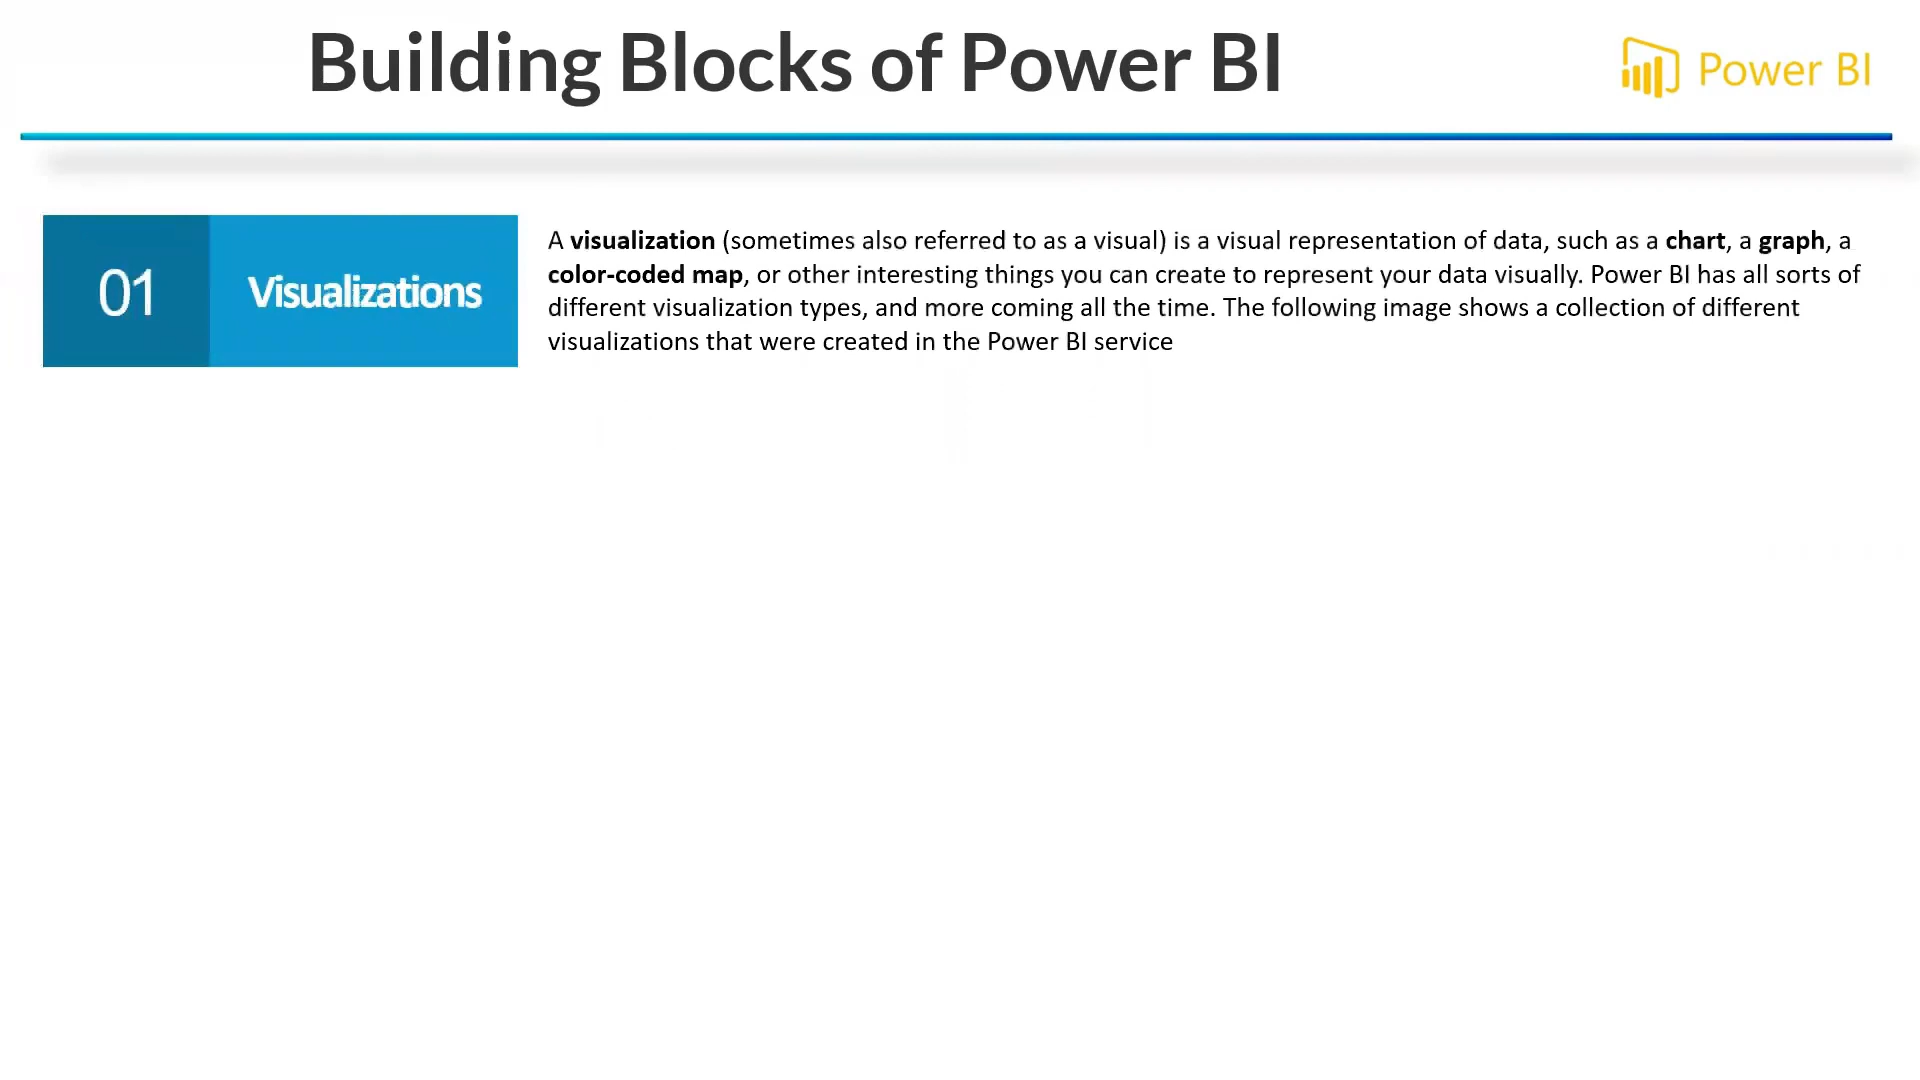 Building Blocks of Power BI
Power BI
01
Visualizations
A visualization (sometimes also referred to as a visual) is a visual representation of data, such as a chart, a graph, a
color-coded map, or other interesting things you can create to represent your data visually. Power BI has all sorts of
different visualization types, and more coming all the time. The following image shows a collection of different
visualizations that were created in the Power BI service